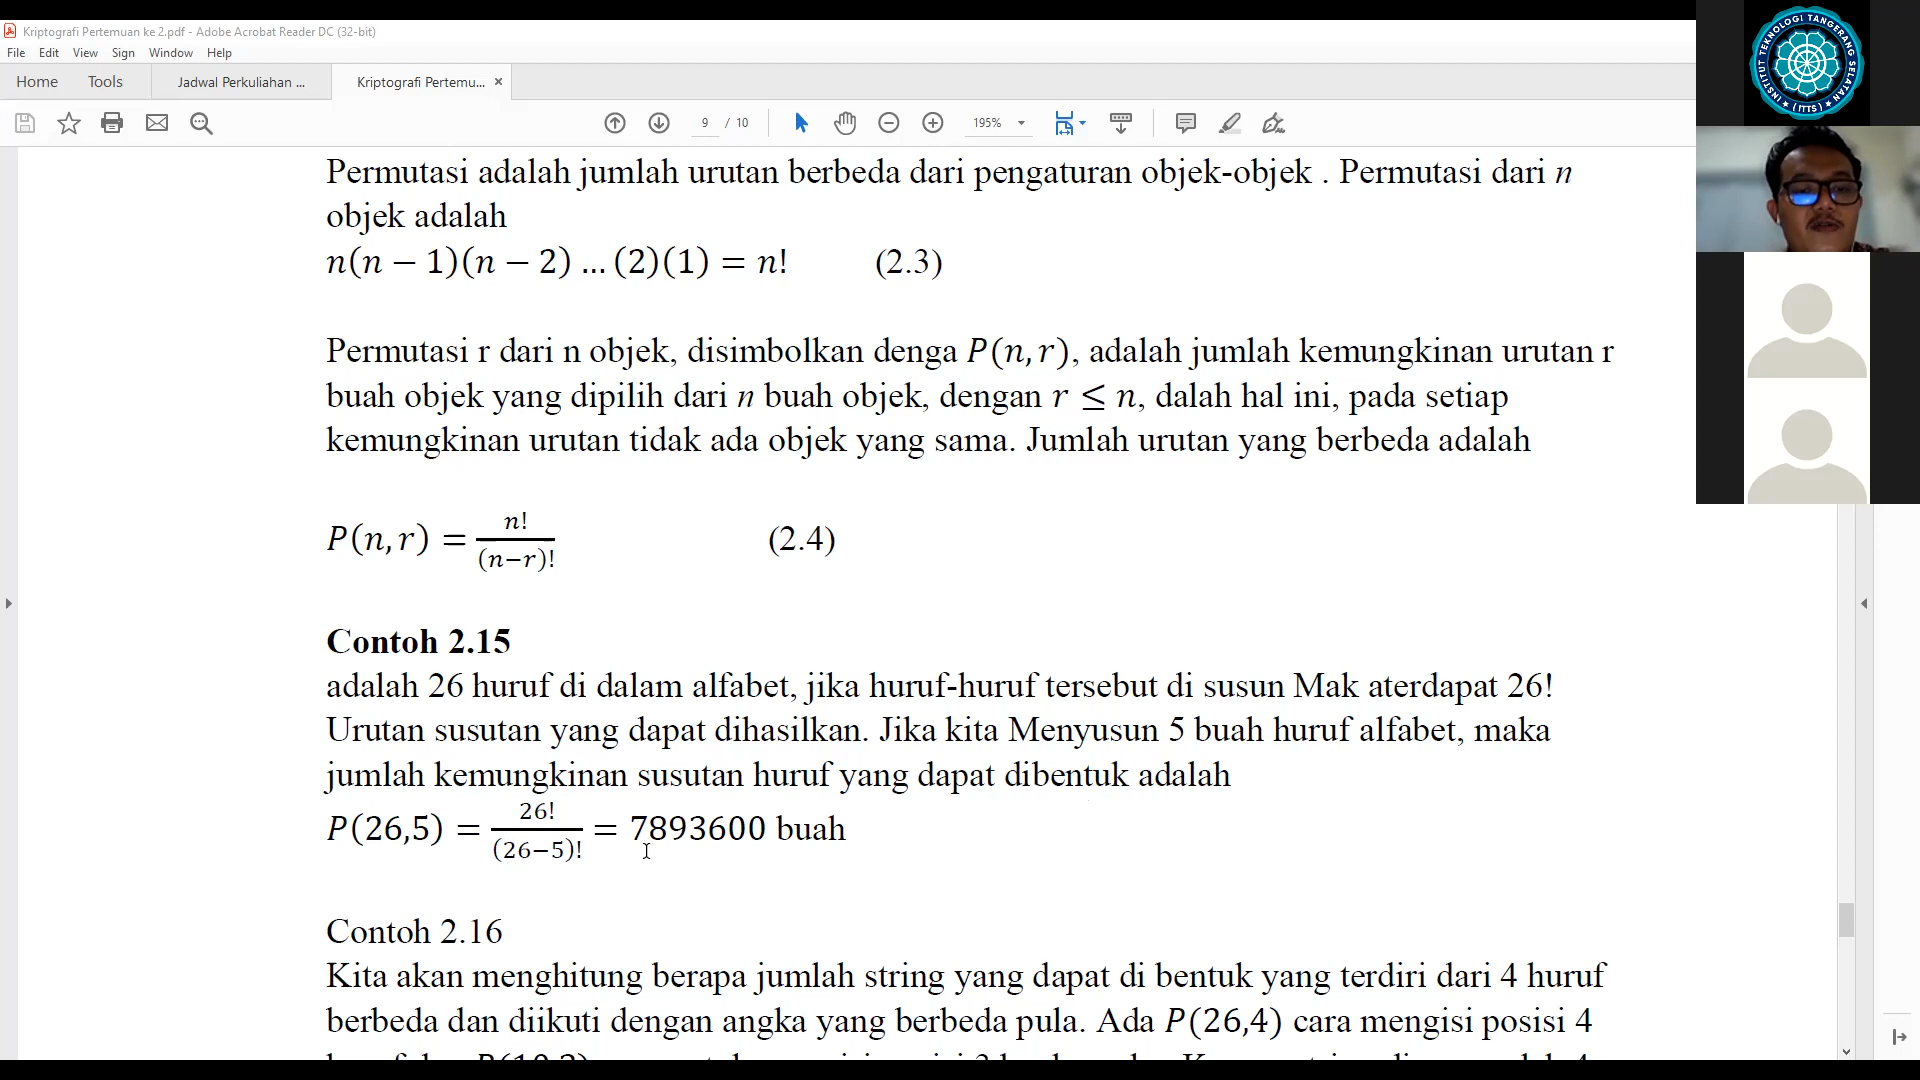 Kriptografi Pertemuan ke 2.pdf - Adobe Acrobat Reader DC (32-bit)
File Edit View Sign Window Help
Home Tools Jadwal Perkuliahan ... Kriptografi Pertemu... ×
9 / 10 195%
Permutasi adalah jumlah urutan berbeda dari pengaturan objek-objek . Permutasi dari n
objek adalah
n(n − 1)(n − 2) … (2)(1) = n! (2.3)
Permutasi r dari n objek, disimbolkan denga P(n, r), adalah jumlah kemungkinan urutan r
buah objek yang dipilih dari n buah objek, dengan r ≤ n, dalah hal ini, pada setiap
kemungkinan urutan tidak ada objek yang sama. Jumlah urutan yang berbeda adalah
P(n, r) = n!/(n−r)! (2.4)
Contoh 2.15
adalah 26 huruf di dalam alfabet, jika huruf-huruf tersebut di susun Mak aterdapat 26!
Urutan susutan yang dapat dihasilkan. Jika kita Menyusun 5 buah huruf alfabet, maka
jumlah kemungkinan susutan huruf yang dapat dibentuk adalah
P(26,5) = 26!/(26−5)! = 7893600 buah
Contoh 2.16
Kita akan menghitung berapa jumlah string yang dapat di bentuk yang terdiri dari 4 huruf
berbeda dan diikuti dengan angka yang berbeda pula. Ada P(26,4) cara mengisi posisi 4
INSTITUT TEKNOLOGI TANGERANG SELATAN
(ITTS)